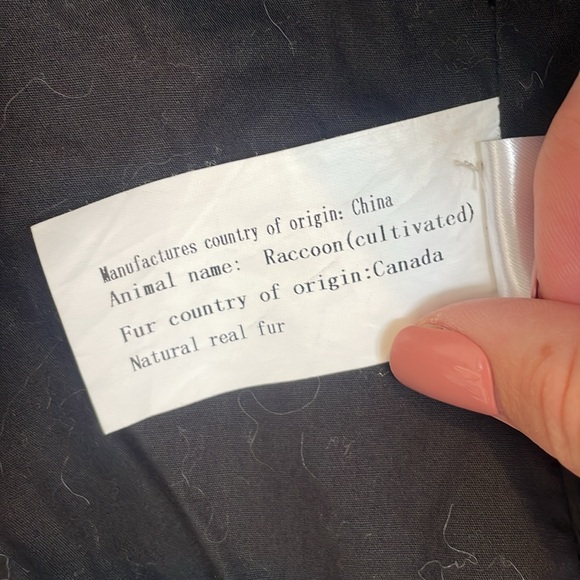 Manufactures country of origin: China
Animal name: Raccoon(cultivated)
Fur country of origin:Canada
Natural real fur